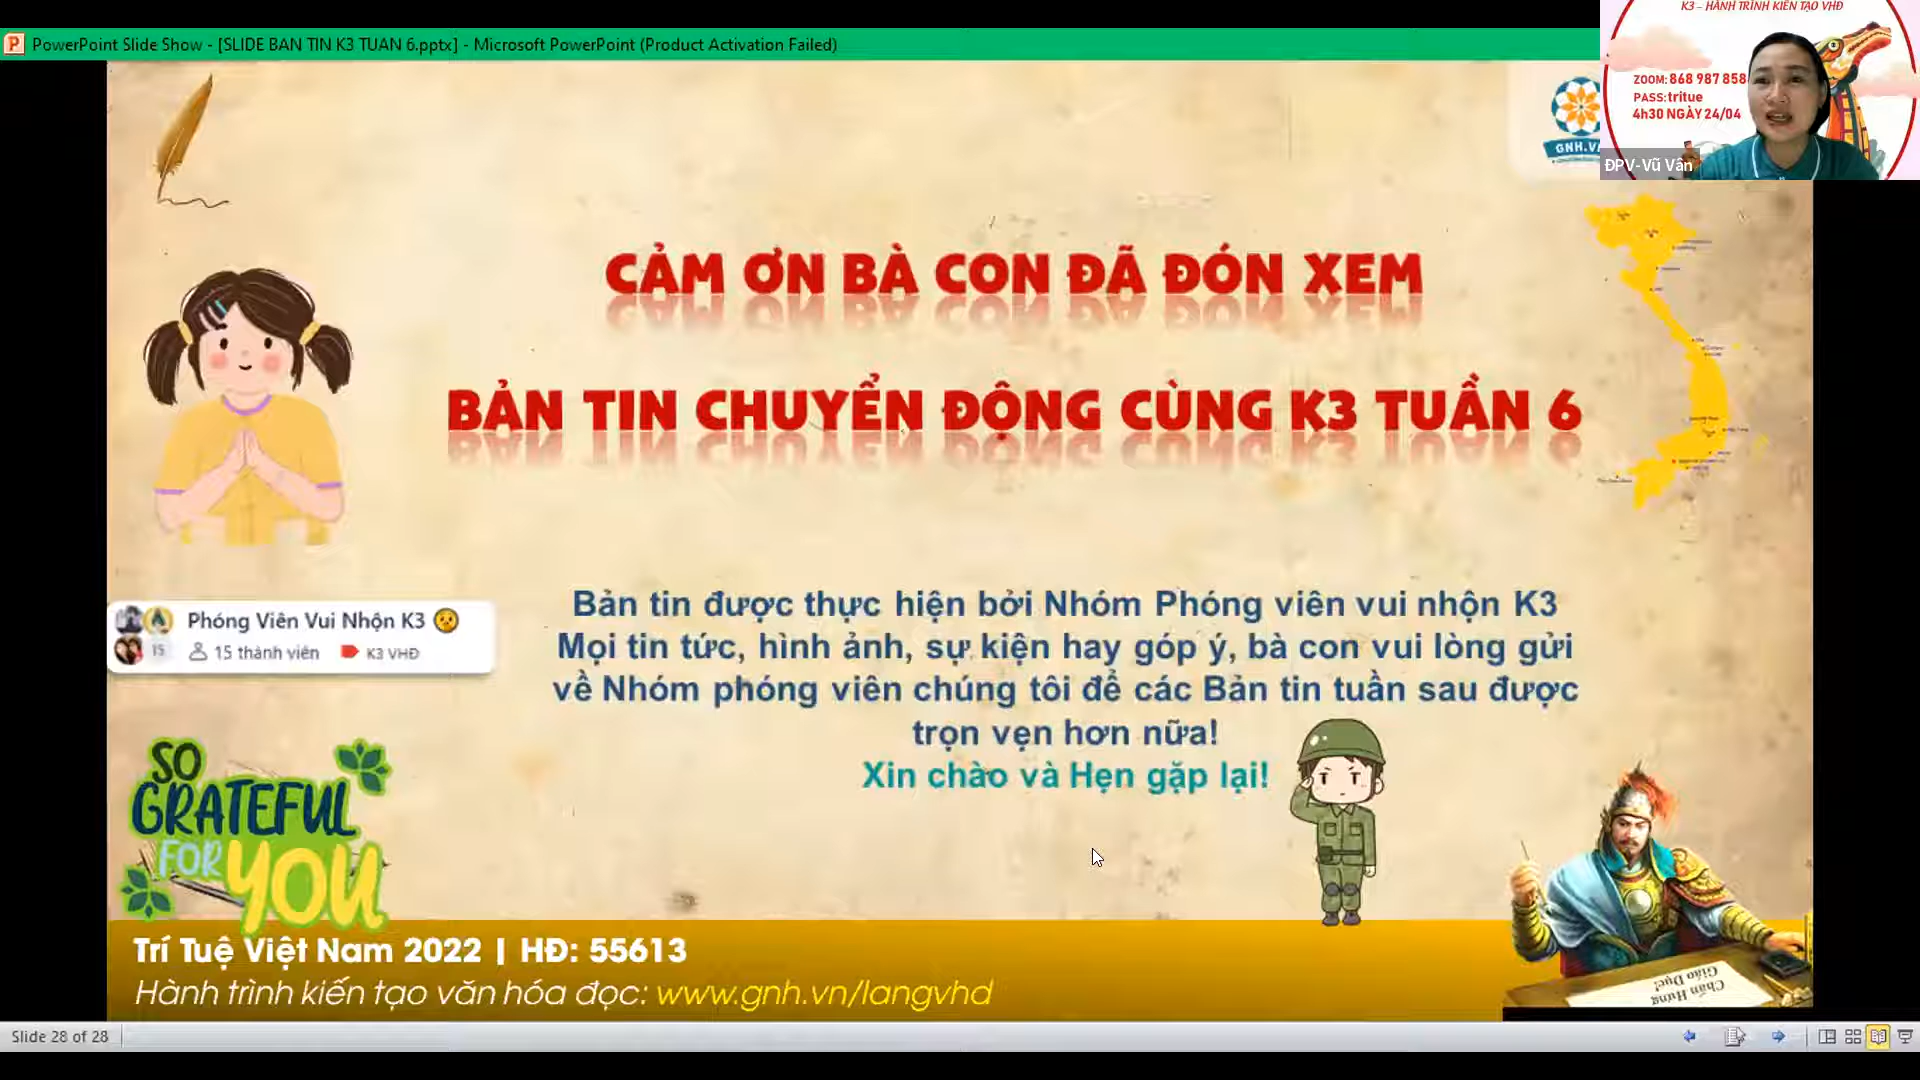 K3 – HÀNH TRÌNH KIẾN TẠO VHĐ
PowerPoint Slide Show - [SLIDE BAN TIN K3 TUAN 6.pptx] - Microsoft PowerPoint (Product Activation Failed)
ZOOM: 868 987 858
PASS: tritue
4h30 NGÀY 24/04
ĐPV-Vũ Vân
GNH.V
CẢM ƠN BÀ CON ĐÃ ĐÓN XEM
BẢN TIN CHUYỂN ĐỘNG CÙNG K3 TUẦN 6
Bản tin được thực hiện bởi Nhóm Phóng viên vui nhộn K3
Mọi tin tức, hình ảnh, sự kiện hay góp ý, bà con vui lòng gửi
về Nhóm phóng viên chúng tôi để các Bản tin tuần sau được
trọn vẹn hơn nữa!
Xin chào và Hẹn gặp lại!
Phóng Viên Vui Nhộn K3
15 15 thành viên K3 VHĐ
SO
GRATEFUL
FOR YOU
Chấn Hưng
Giáo Dục!
Trí Tuệ Việt Nam 2022 | HĐ: 55613
Hành trình kiến tạo văn hóa đọc: www.gnh.vn/langvhd
Slide 28 of 28